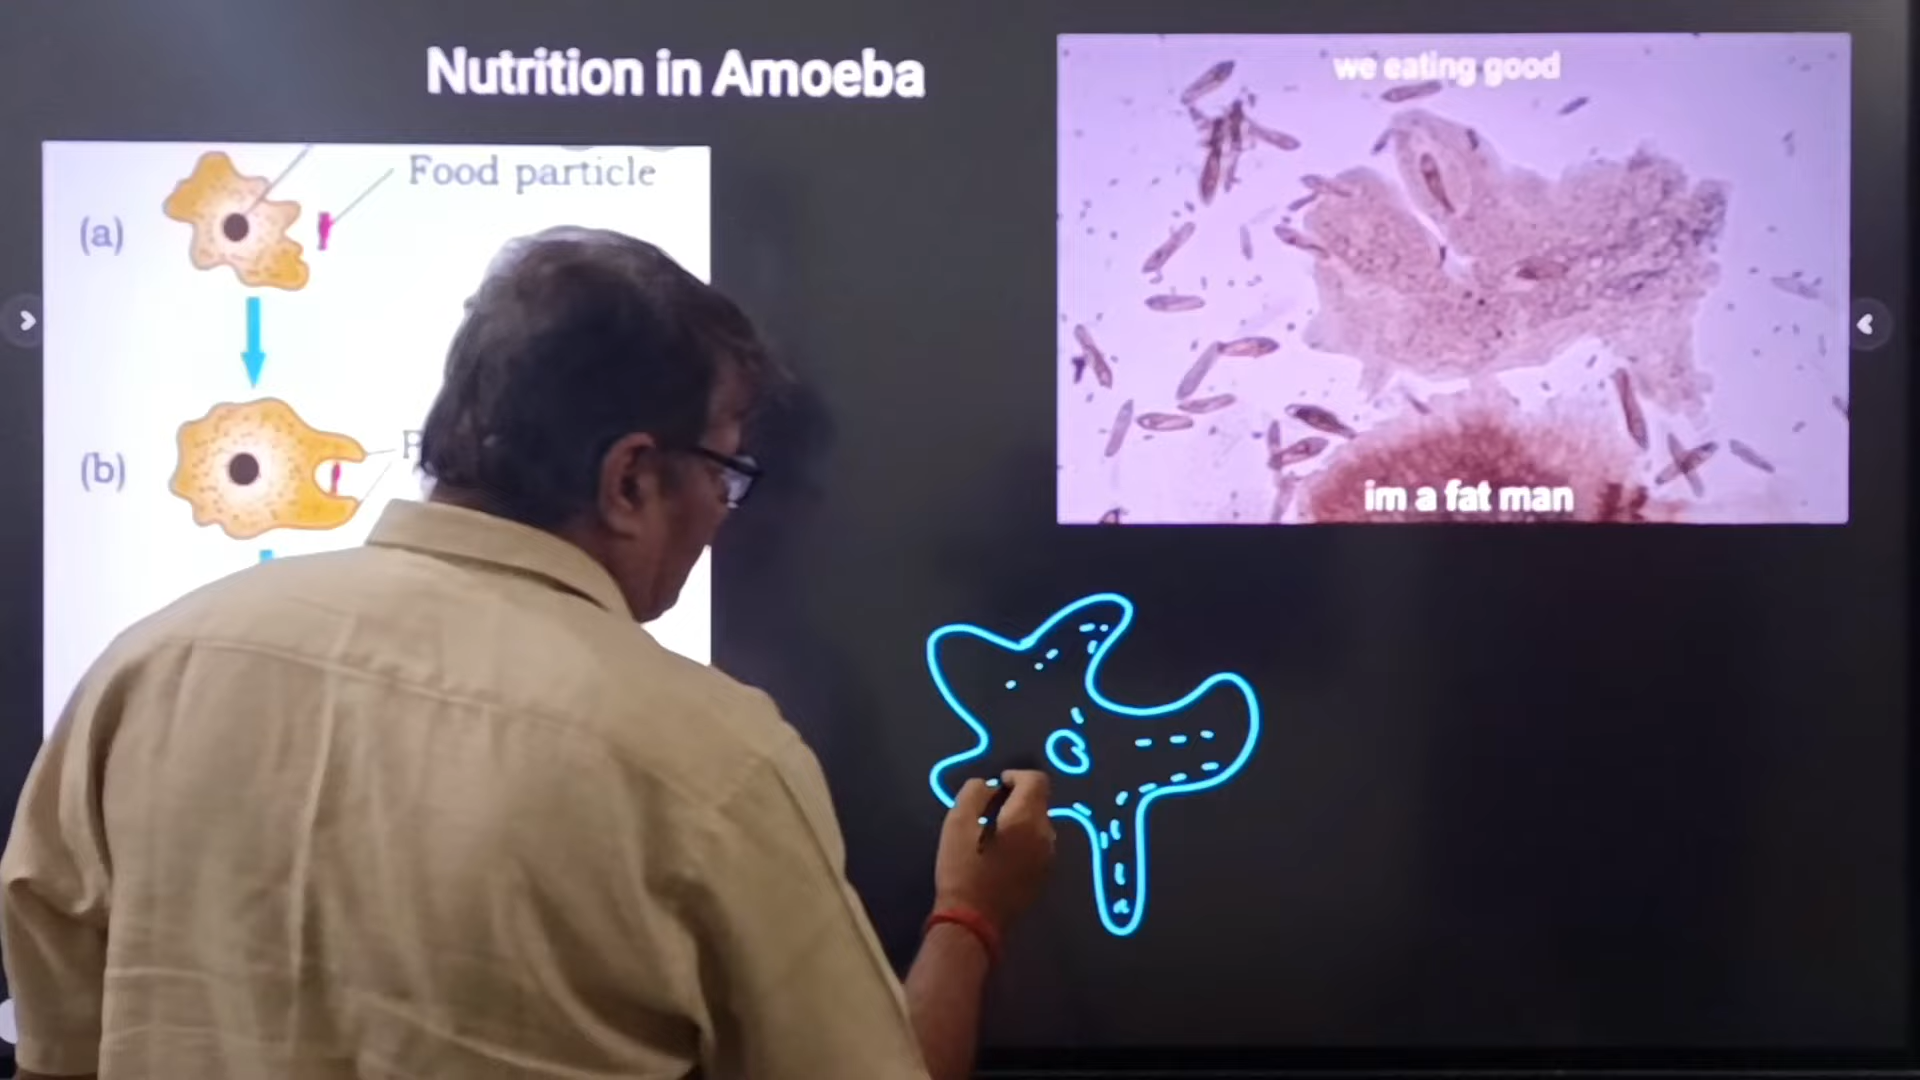 Nutrition in Amoeba
we eating good
Food particle
(a)
(b)
im a fat man